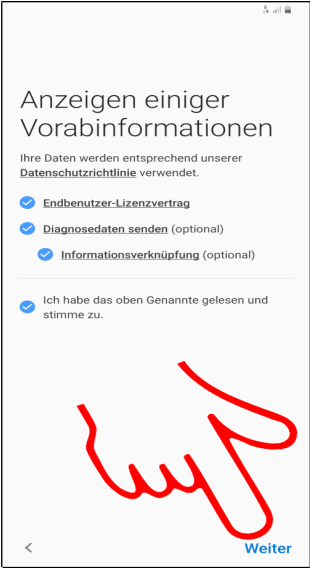 Anzeigen einiger
Vorabinformationen
Ihre Daten werden entsprechend unserer
Datenschutzrichtlinie verwendet.
Endbenutzer-Lizenzvertrag
Diagnosedaten senden (optional)
Informationsverknüpfung (optional)
Ich habe das oben Genannte gelesen und
stimme zu.
Weiter